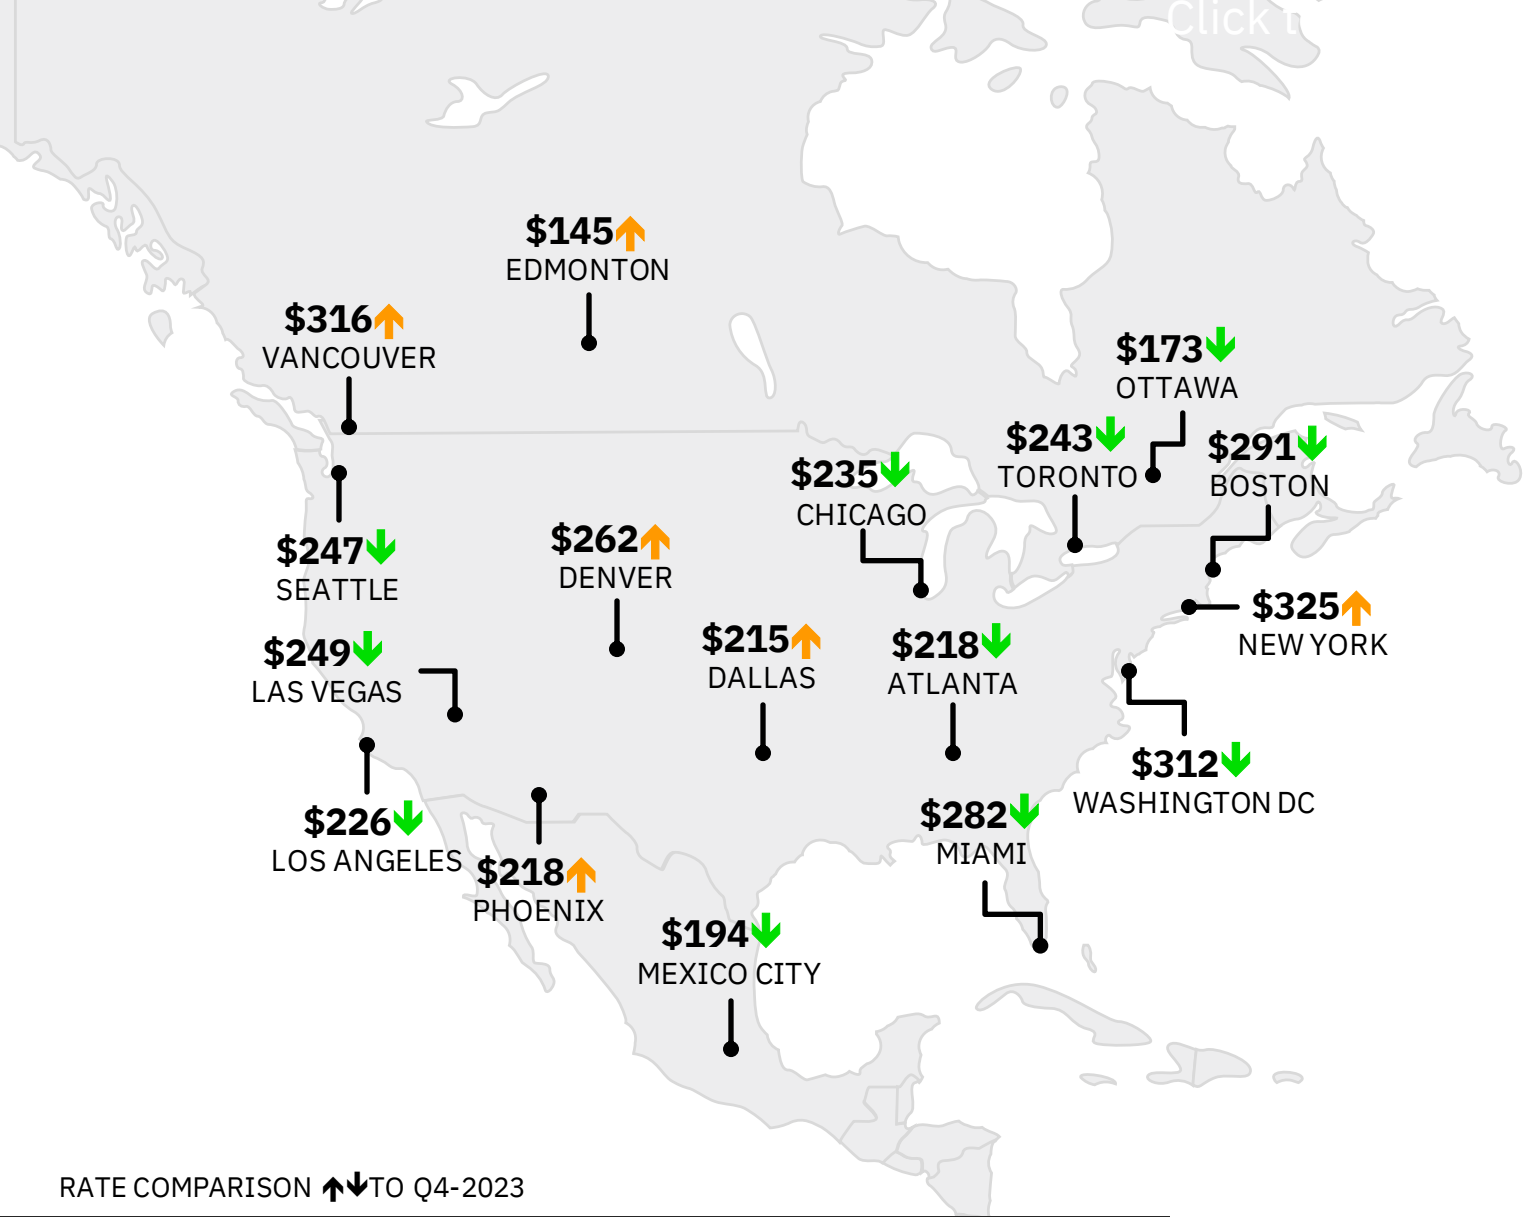 Click t
$145
EDMONTON
$316
VANCOUVER
$173
OTTAWA
$243
TORONTO
$291
BOSTON
$235
CHICAGO
$247
SEATTLE
$262
DENVER
$325
NEW YORK
$249
LAS VEGAS
$215
DALLAS
$218
ATLANTA
$312
WASHINGTON DC
$226
LOS ANGELES
$282
MIAMI
$218
PHOENIX
$194
MEXICO CITY
RATE COMPARISON ↑↓TO Q4-2023